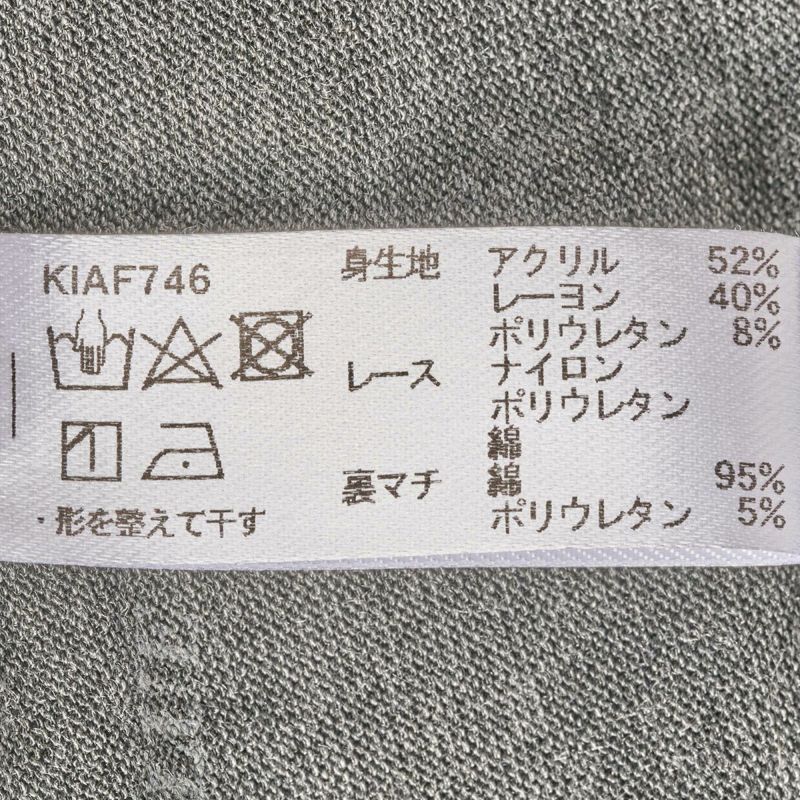 KIAF746
・形を整えて干す
身生地 アクリル 52%
レーヨン 40%
ポリウレタン 8%
レース ナイロン
ポリウレタン
綿
裏マチ 綿 95%
ポリウレタン 5%